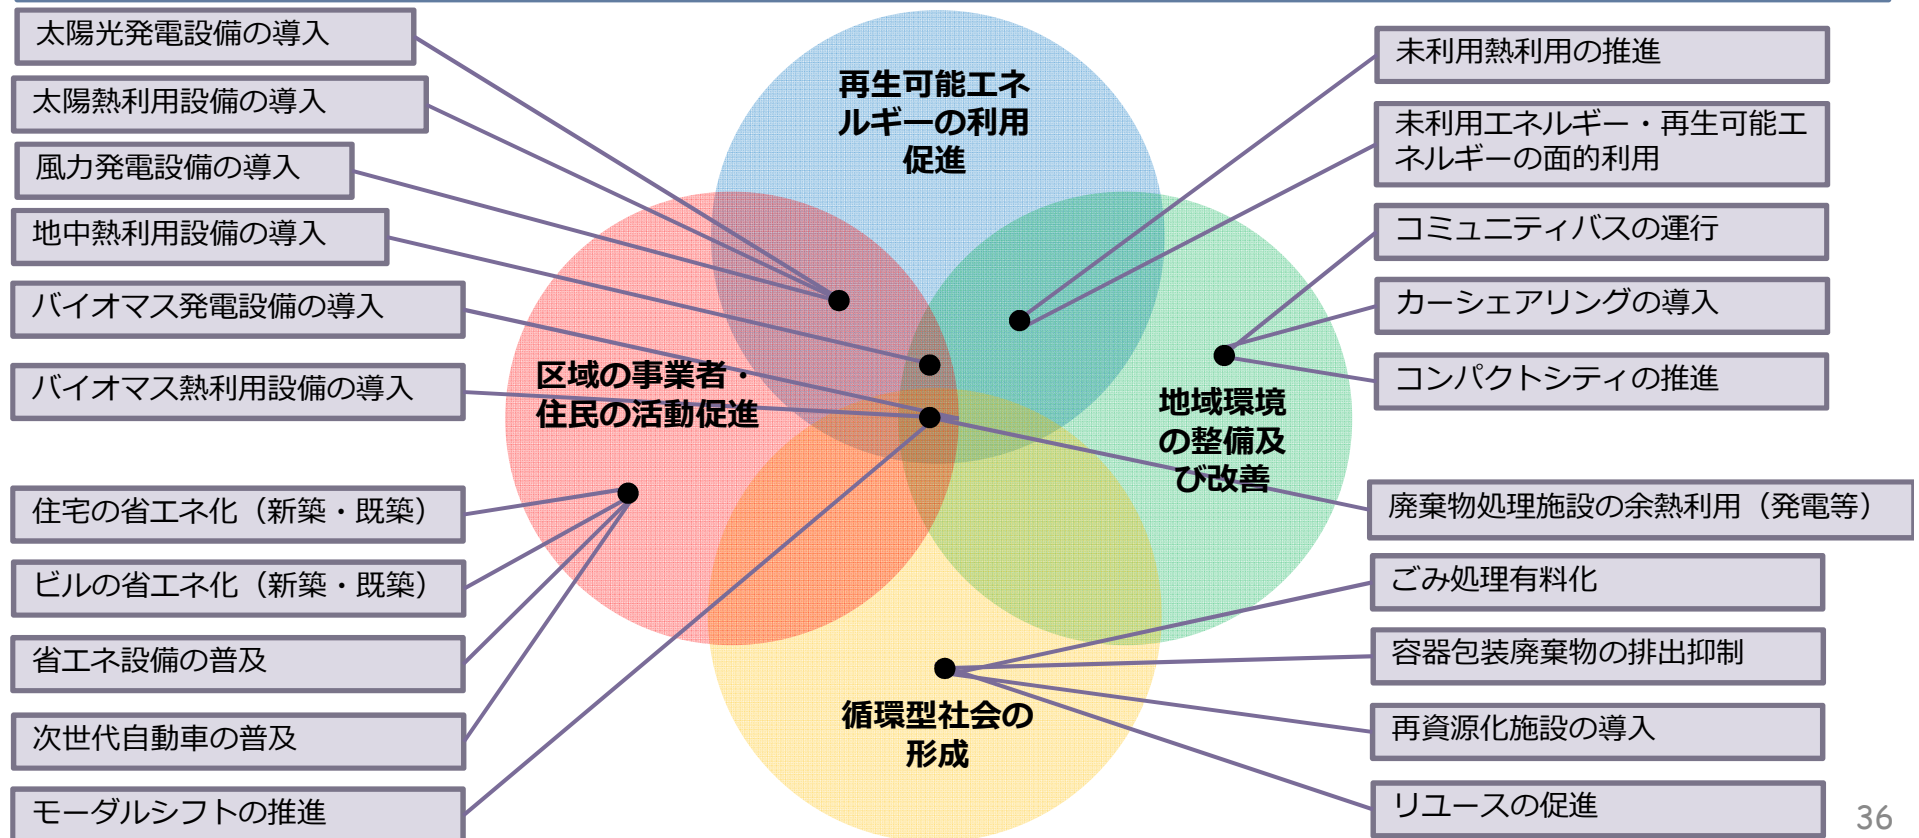 太陽光発電設備の導入
太陽熱利用設備の導入
風力発電設備の導入
地中熱利用設備の導入
バイオマス発電設備の導入
バイオマス熱利用設備の導入
住宅の省エネ化（新築・既築）
ビルの省エネ化（新築・既築）
省エネ設備の普及
次世代自動車の普及
モーダルシフトの推進
再生可能エネ
ルギーの利用
促進
区域の事業者・
住民の活動促進
地域環境
の整備及
び改善
循環型社会の
形成
未利用熱利用の推進
未利用エネルギー・再生可能エ
ネルギーの面的利用
コミュニティバスの運行
カーシェアリングの導入
コンパクトシティの推進
廃棄物処理施設の余熱利用（発電等）
ごみ処理有料化
容器包装廃棄物の排出抑制
再資源化施設の導入
リユースの促進
36